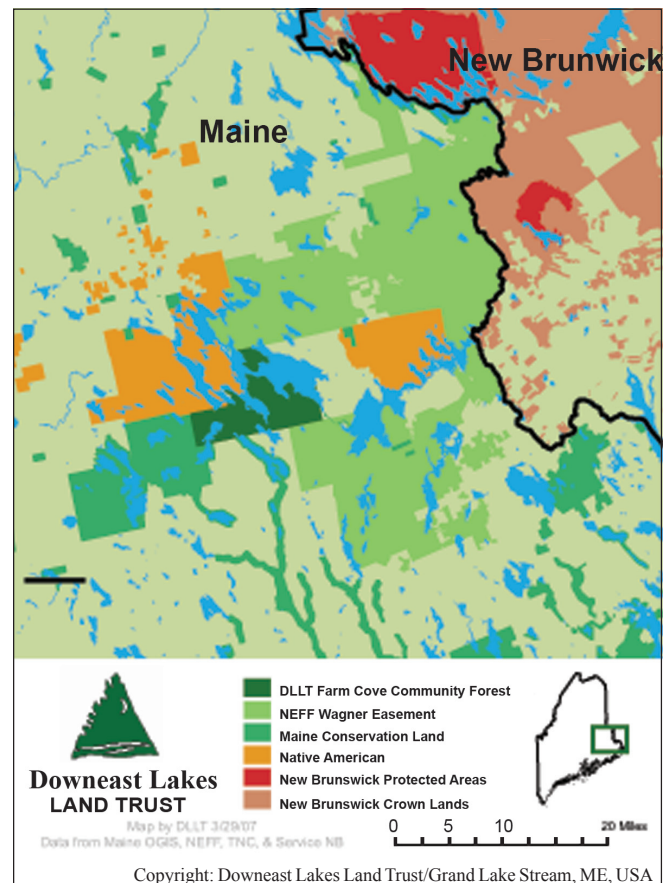 New Brunswick
Maine
DLLT Farm Cove Community Forest
NEFF Wagner Easement
Maine Conservation Land
Native American
New Brunswick Protected Areas
New Brunswick Crown Lands
Downeast Lakes
LAND TRUST
Map by DLLT 3/29/07
Data from Maine OGIS, NEFF, TNC, & Service NB
0 5 10 20 Miles
Copyright: Downeast Lakes Land Trust/Grand Lake Stream, ME, USA